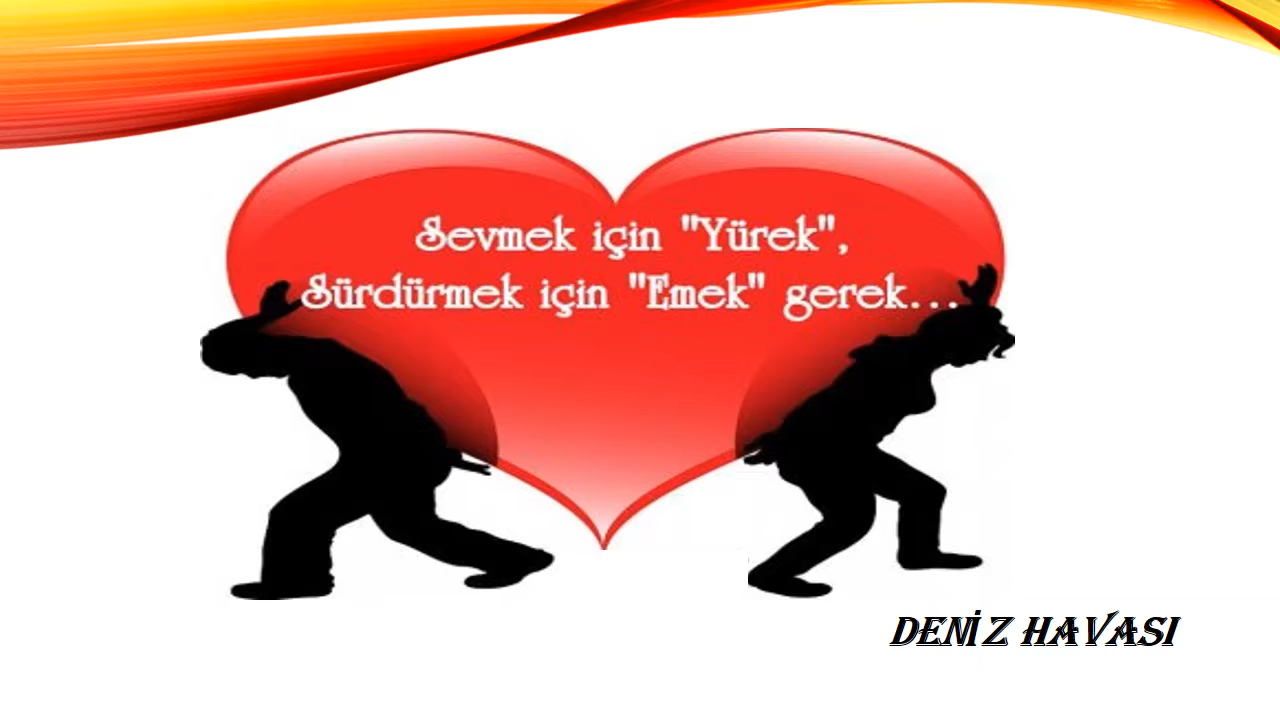 Sevmek için "Yürek",
Sürdürmek için "Emek" gerek...
DENİZ HAVASI